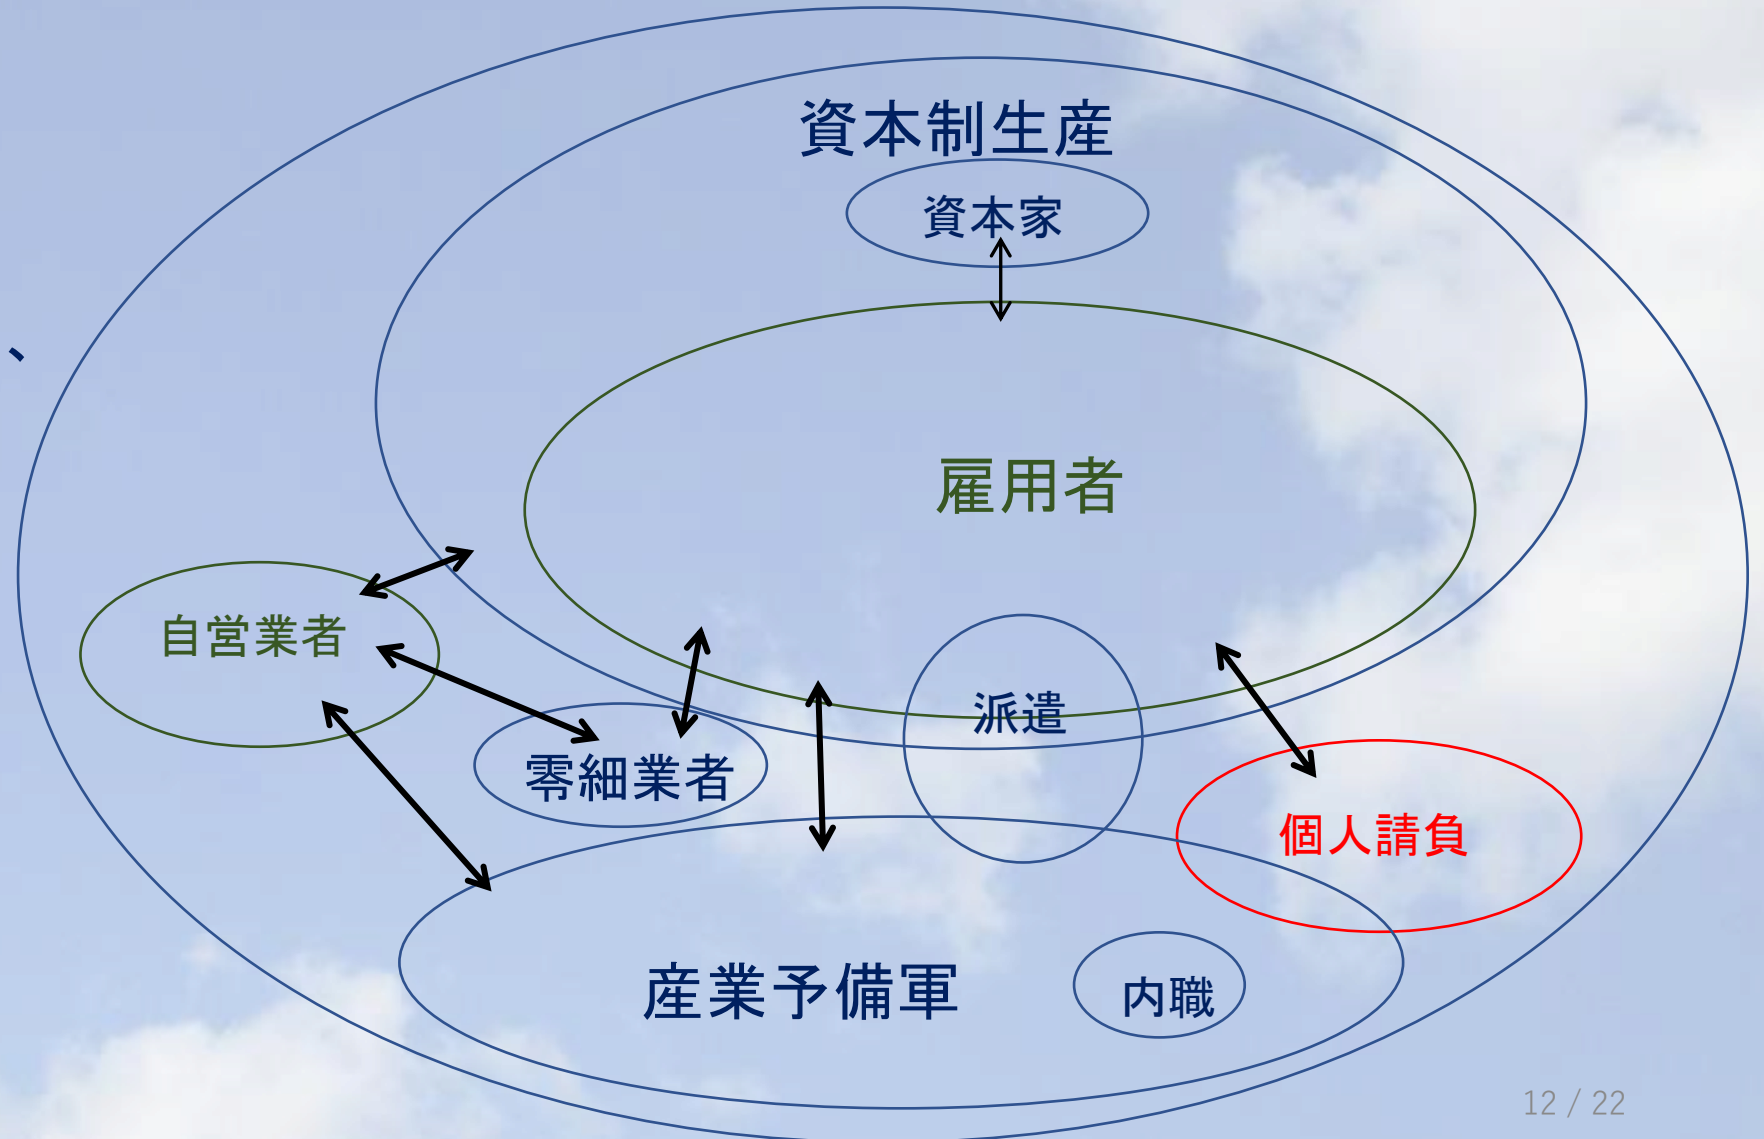 資本制生産
資本家
、
雇用者
自営業者
派遣
零細業者
個人請負
産業予備軍
内職
12 / 22